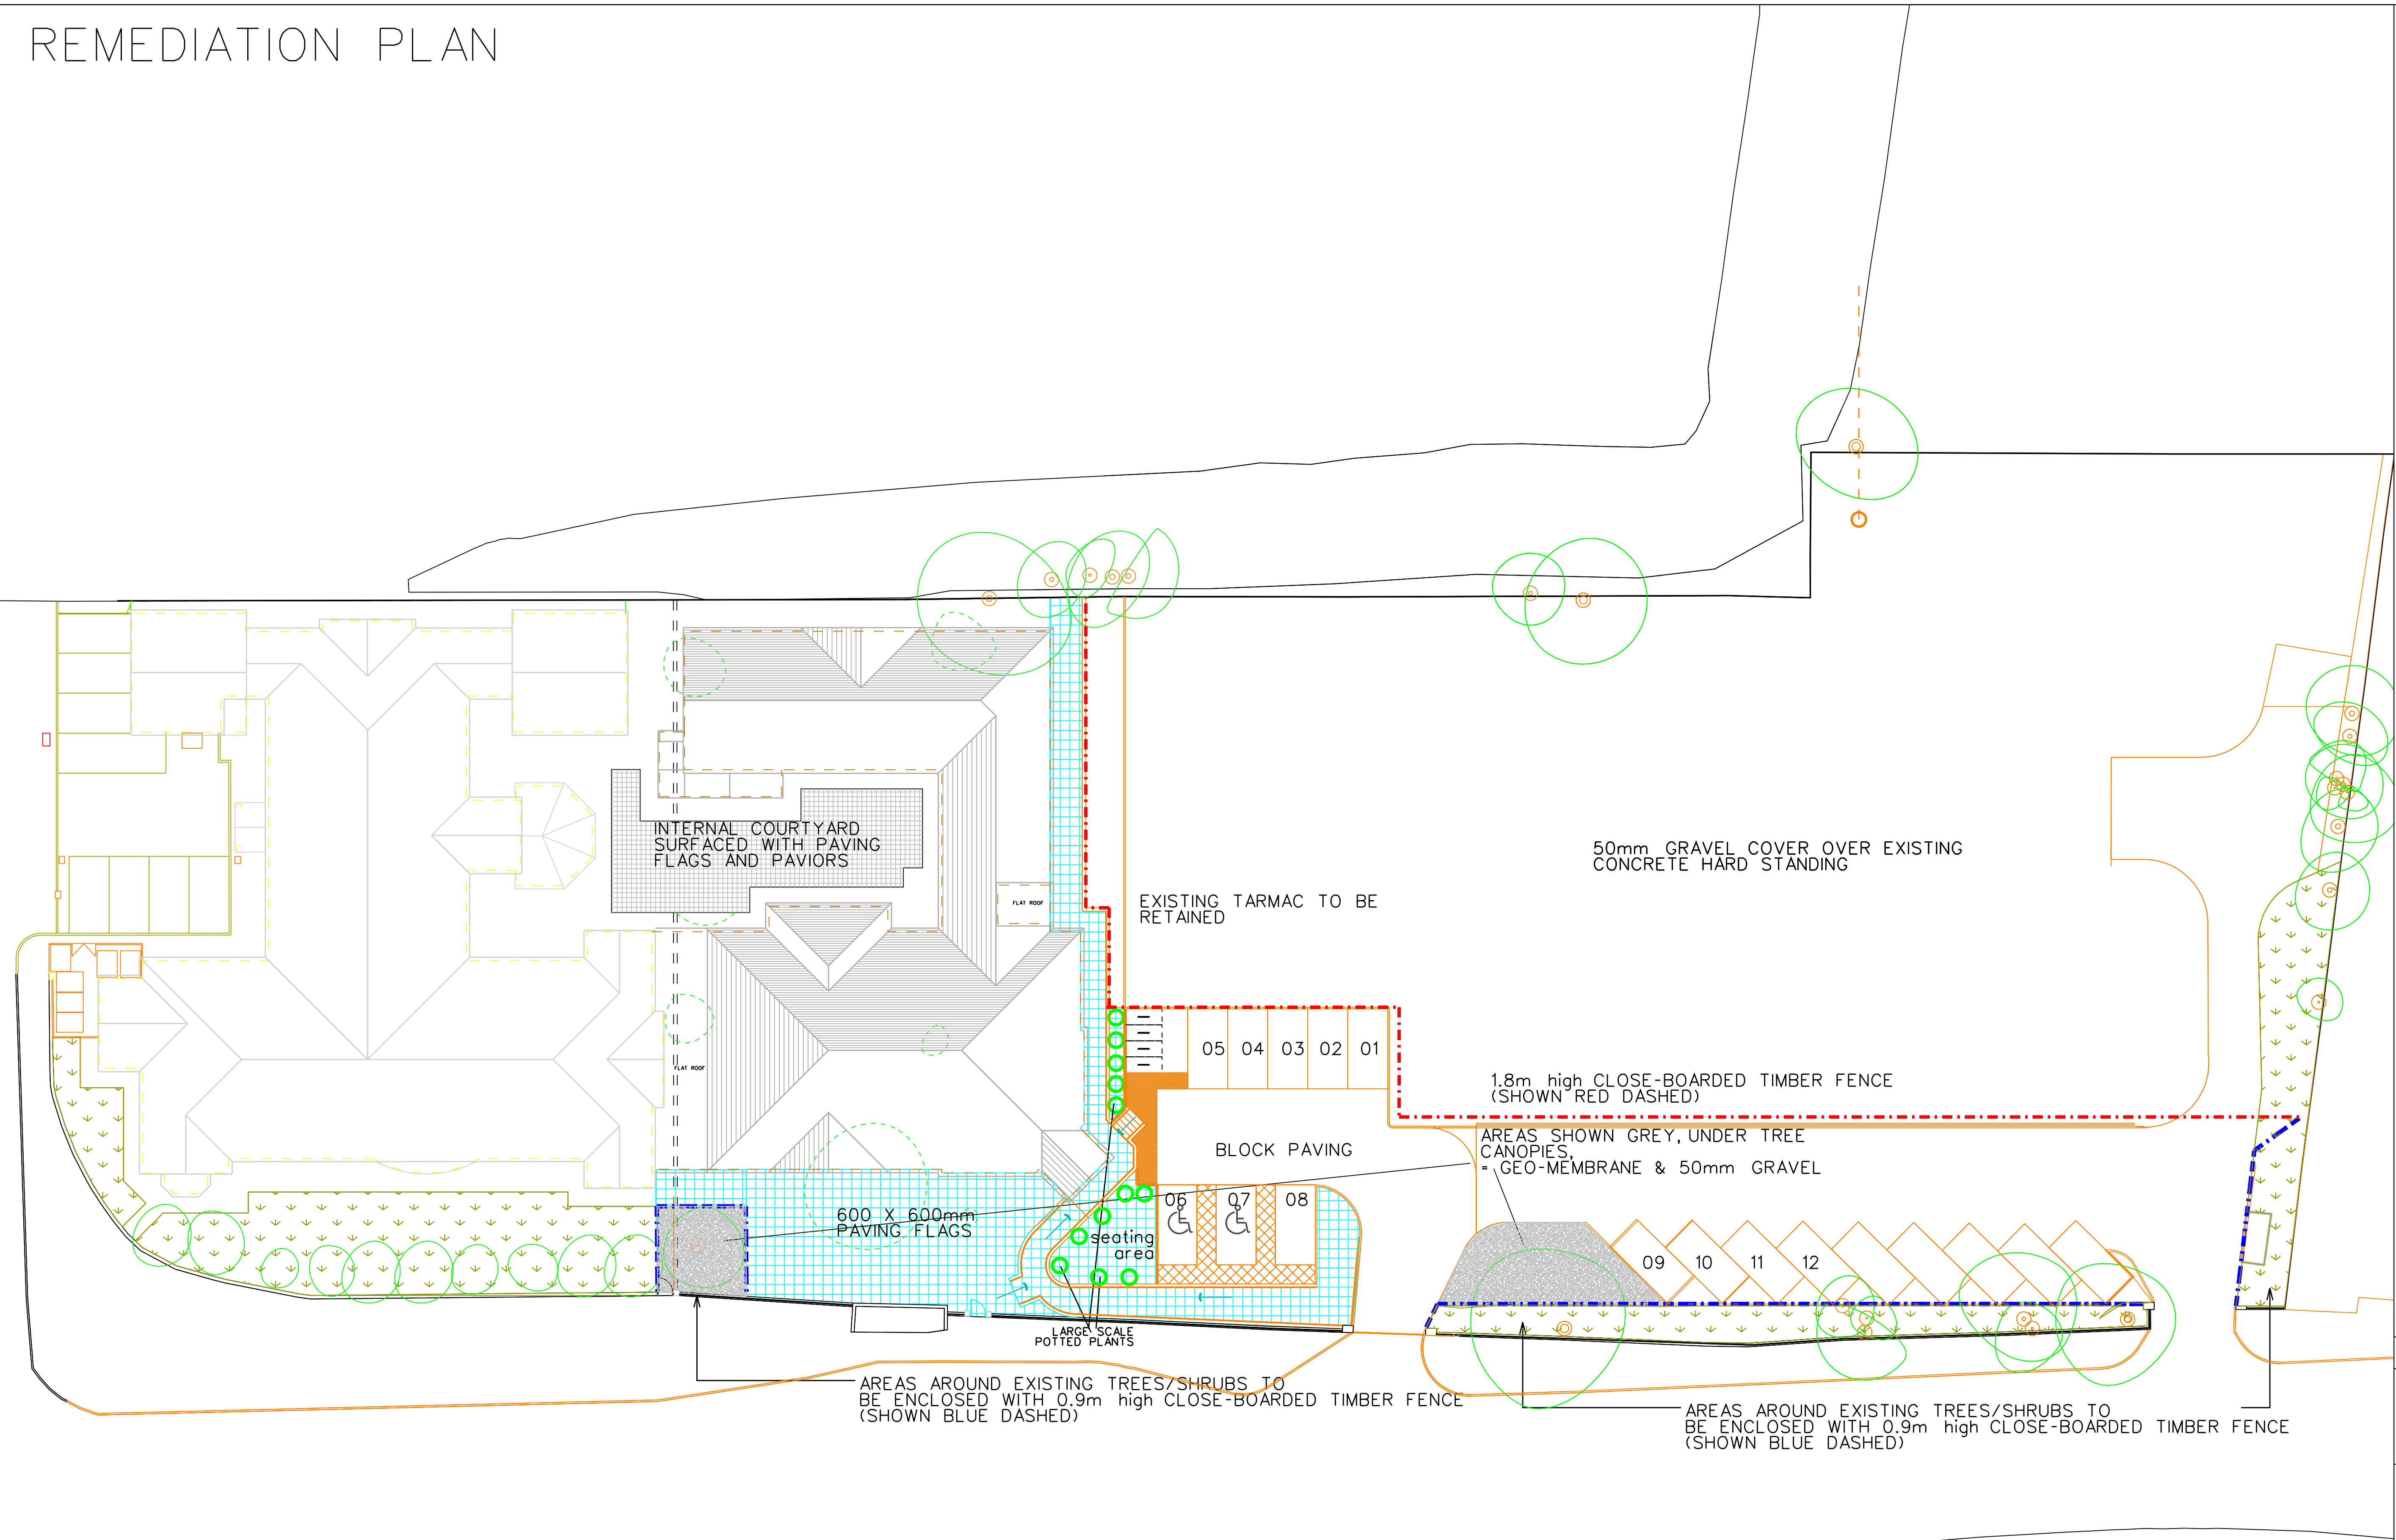 REMEDIATION PLAN
INTERNAL COURTYARD
SURFACED WITH PAVING
FLAGS AND PAVIORS
50mm GRAVEL COVER OVER EXISTING
CONCRETE HARD STANDING
FLAT ROOF
EXISTING TARMAC TO BE
RETAINED
05 04 03 02 01
FLAT ROOF
1.8m high CLOSE-BOARDED TIMBER FENCE
(SHOWN RED DASHED)
AREAS SHOWN GREY, UNDER TREE
CANOPIES,
= GEO-MEMBRANE & 50mm GRAVEL
BLOCK PAVING
06 07 08
600 X 600mm
PAVING FLAGS
seating
area
09 10 11 12
LARGE SCALE
POTTED PLANTS
AREAS AROUND EXISTING TREES/SHRUBS TO
BE ENCLOSED WITH 0.9m high CLOSE-BOARDED TIMBER FENCE
(SHOWN BLUE DASHED)
AREAS AROUND EXISTING TREES/SHRUBS TO
BE ENCLOSED WITH 0.9m high CLOSE-BOARDED TIMBER FENCE
(SHOWN BLUE DASHED)